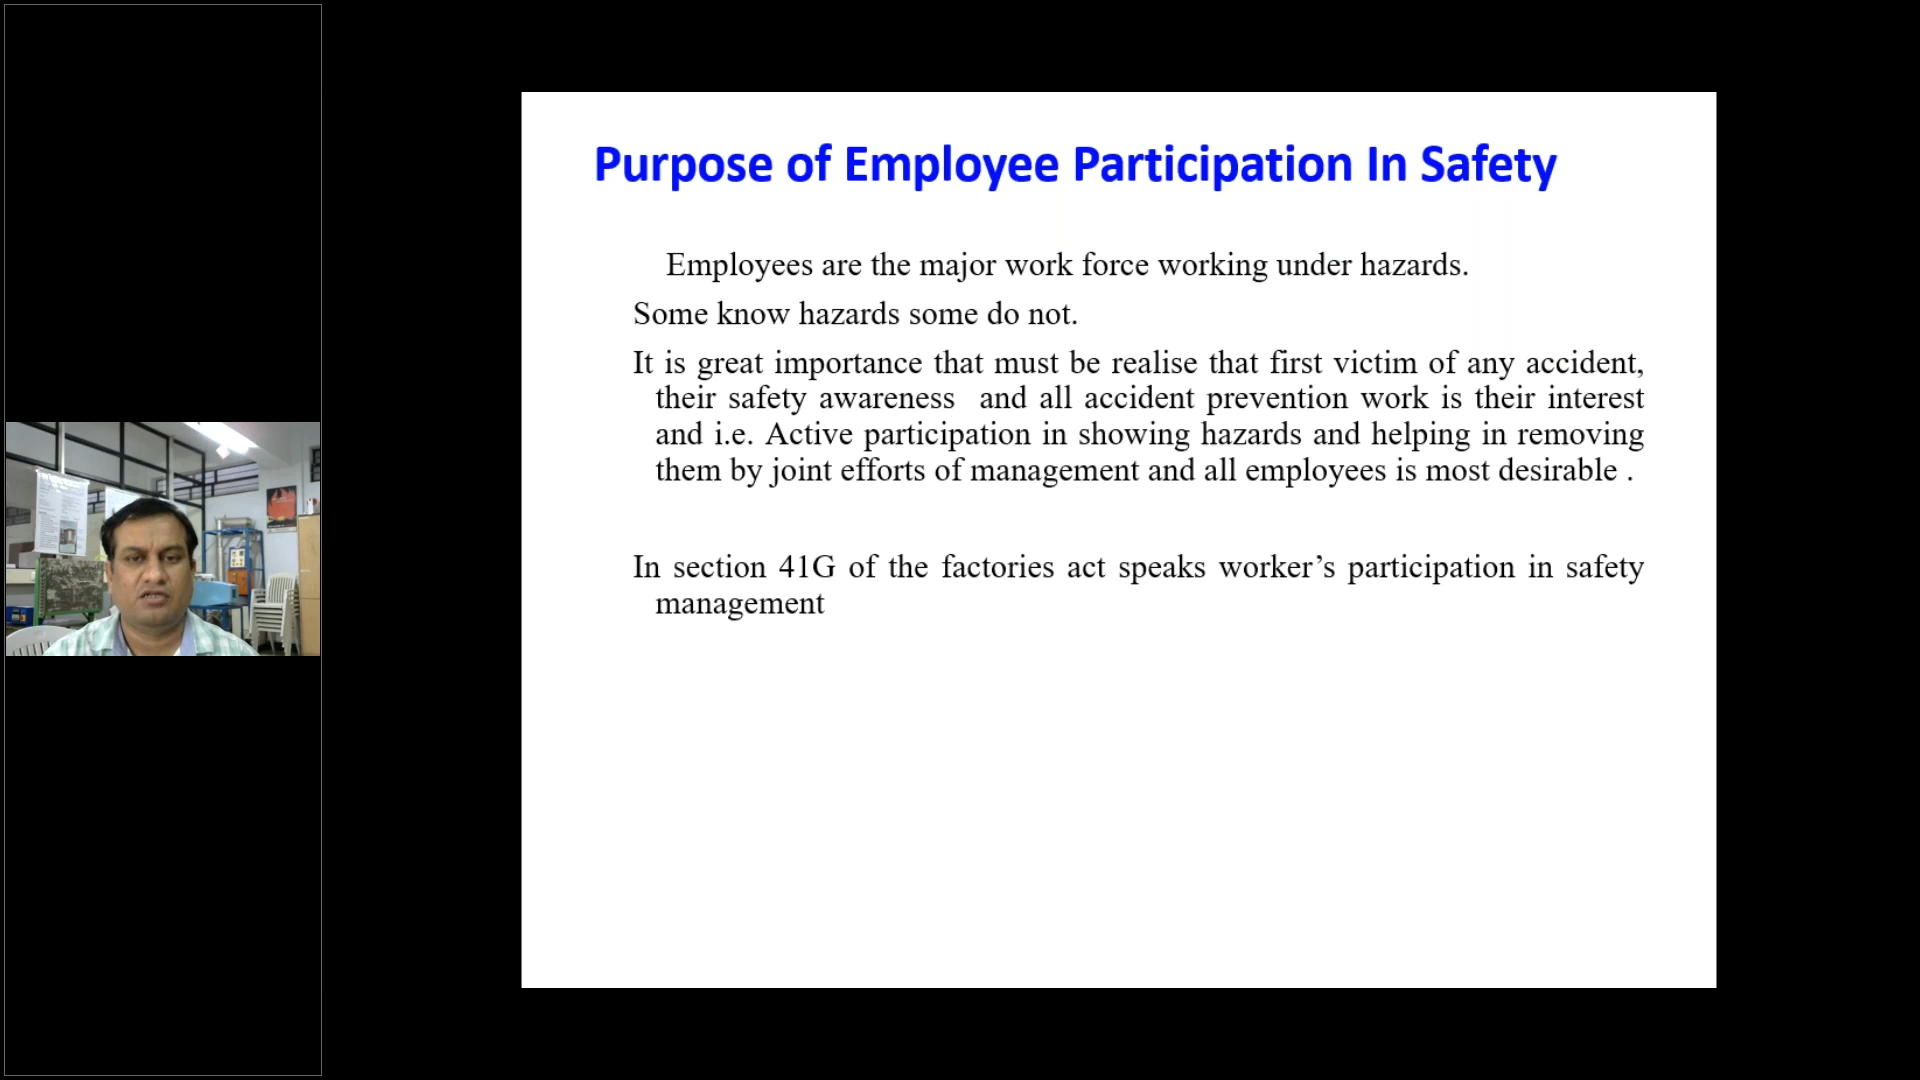 Purpose of Employee Participation In Safety
Employees are the major work force working under hazards.
Some know hazards some do not.
It is great importance that must be realise that first victim of any accident,
their safety awareness  and all accident prevention work is their interest
and i.e. Active participation in showing hazards and helping in removing
them by joint efforts of management and all employees is most desirable .
In section 41G of the factories act speaks worker’s participation in safety
management